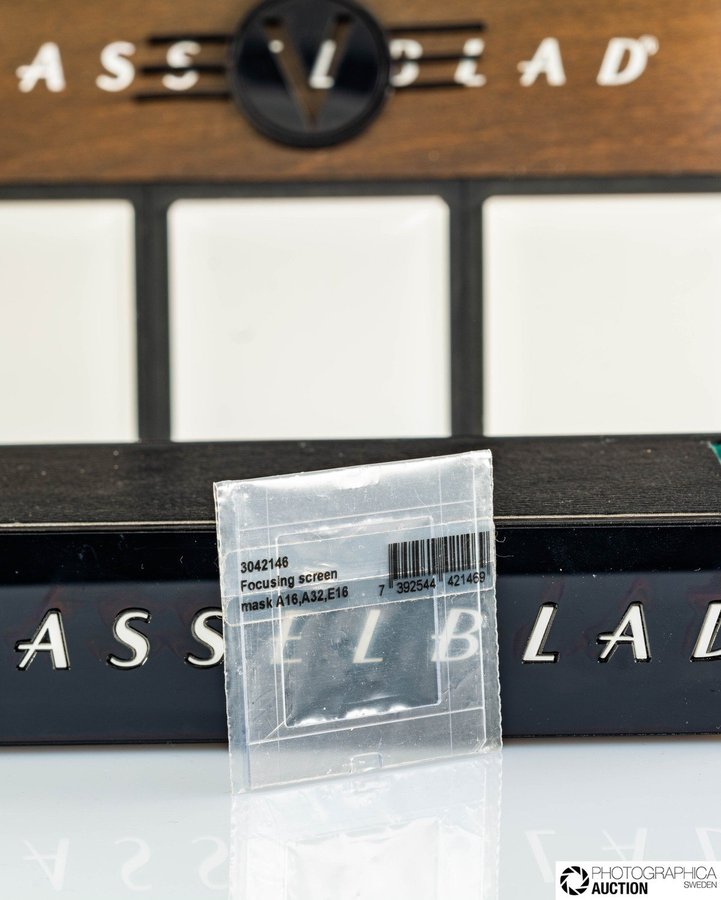 ASSELBLAD
V
3042146
Focusing screen
mask A16,A32,E16
7 392544 421469
ASSELBLAD
PHOTOGRAPHICA
AUCTION SWEDEN